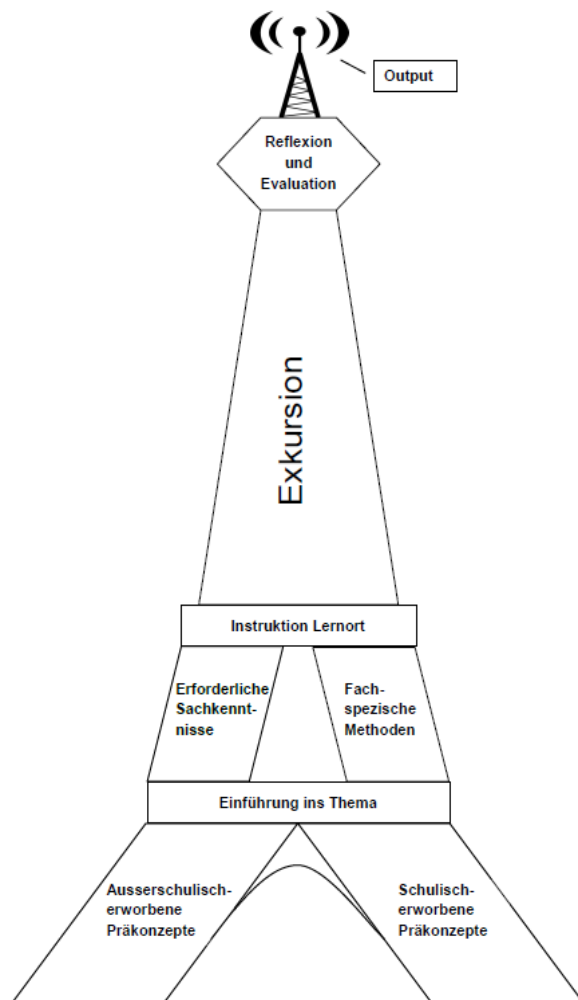 Output
Reflexion
und
Evaluation
Exkursion
Instruktion Lernort
Erforderliche
Sachkennt-
nisse
Fach-
spezische
Methoden
Einführung ins Thema
Ausserschulisch-
erworbene
Präkonzepte
Schulisch-
erworbene
Präkonzepte